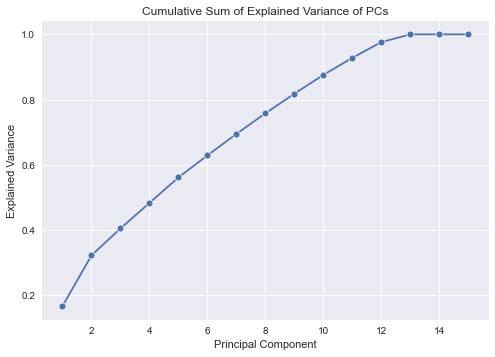 Cumulative Sum of Explained Variance of PCs
1.0
0.8
0.6
0.4
0.2
Explained Variance
2 4 6 8 10 12 14
Principal Component